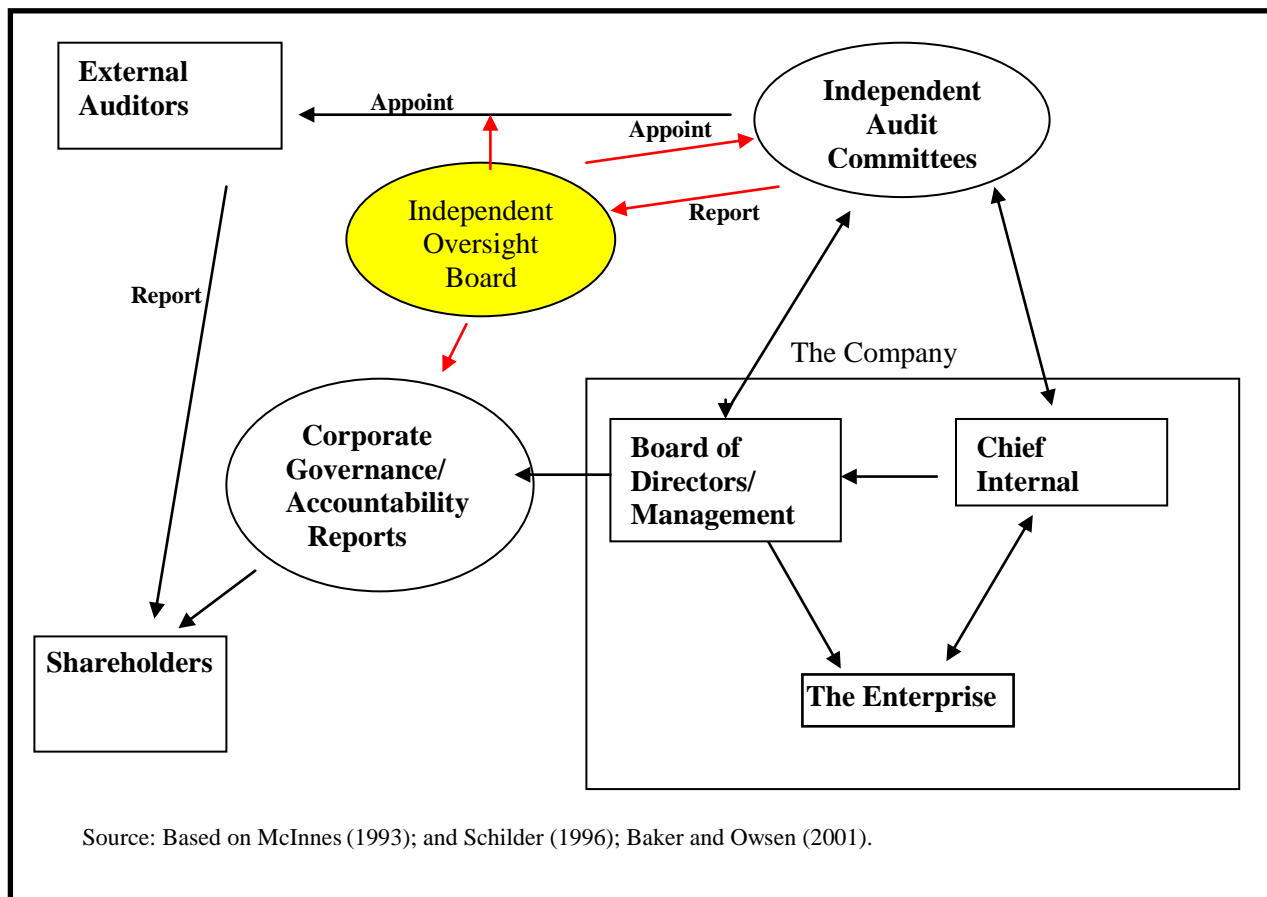 External
Auditors
Appoint
Independent
Audit
Committees
Appoint
Independent
Oversight
Board
Report
Report
The Company
Corporate
Governance/
Accountability
Reports
Board of
Directors/
Management
Chief
Internal
Shareholders
The Enterprise
Source: Based on McInnes (1993); and Schilder (1996); Baker and Owsen (2001).